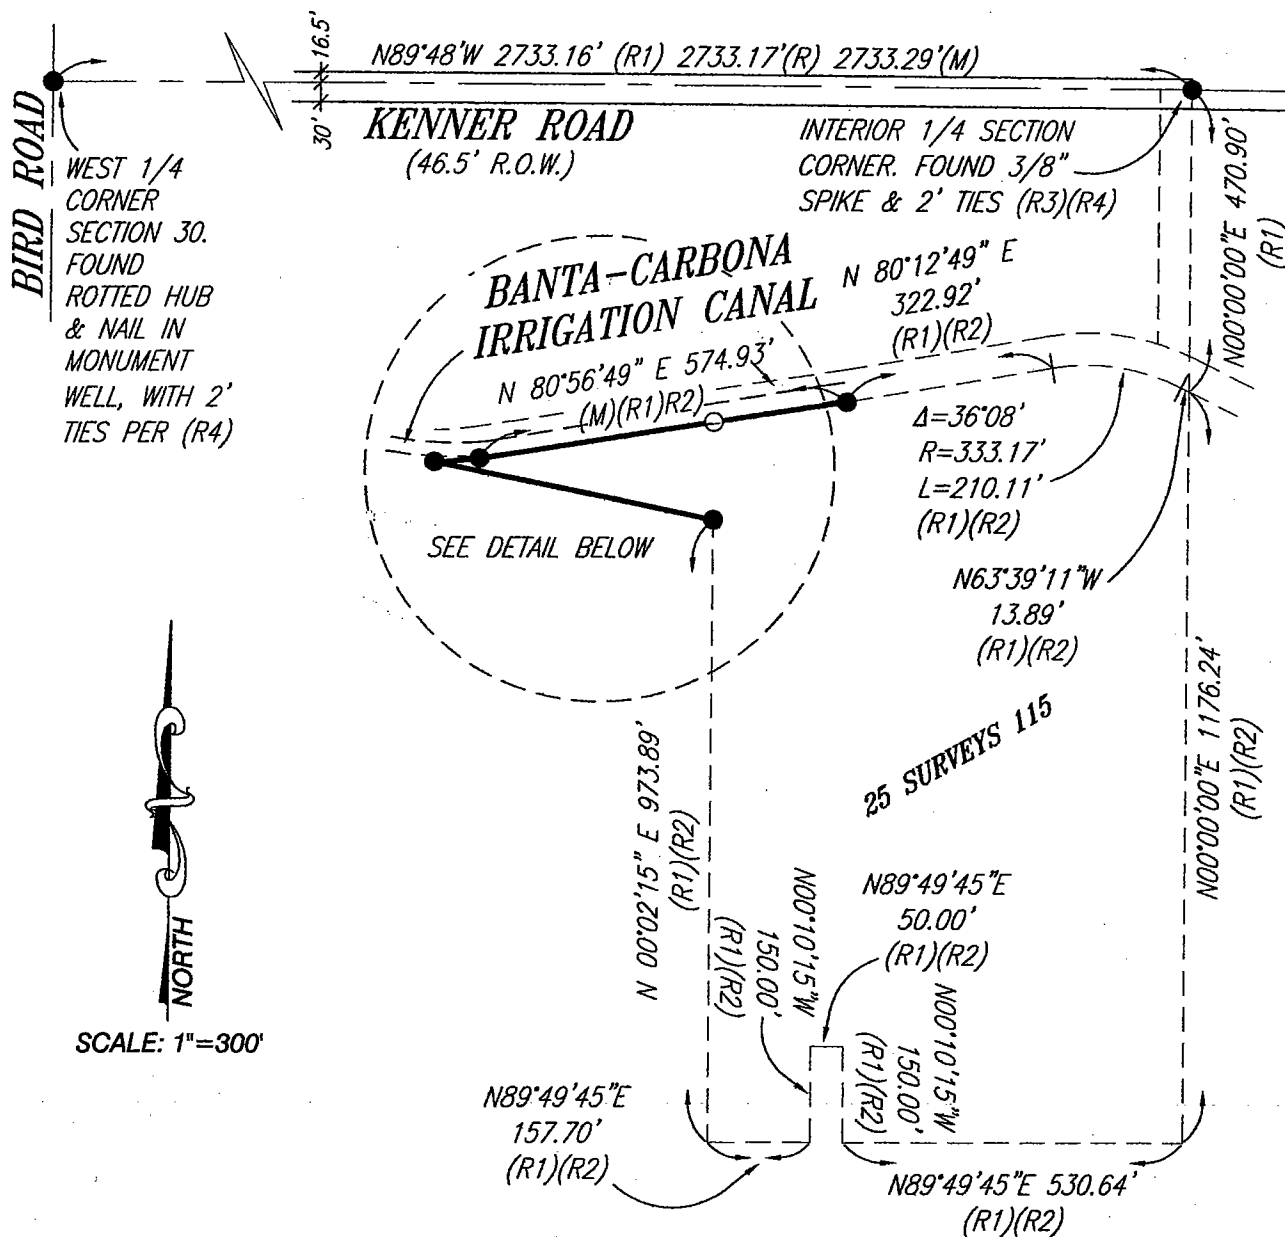 16.5'
N89°48'W 2733.16' (R1) 2733.17'(R) 2733.29'(M)
30'
KENNER ROAD
(46.5' R.O.W.)
BIRD ROAD
WEST 1/4
CORNER
SECTION 30.
FOUND
ROTTED HUB
& NAIL IN
MONUMENT
WELL, WITH 2'
TIES PER (R4)
INTERIOR 1/4 SECTION
CORNER. FOUND 3/8"
SPIKE & 2' TIES (R3)(R4)
N00°00'00"E 470.90'
(R1)
BANTA-CARBONA
IRRIGATION CANAL
N 80°12'49" E
322.92'
(R1)(R2)
N 80°56'49" E 574.93'
(M)(R1)R2)
Δ=36°08'
R=333.17'
L=210.11'
(R1)(R2)
SEE DETAIL BELOW
N63°39'11"W
13.89'
(R1)(R2)
N00°00'00"E 1176.24'
(R1)(R2)
25 SURVEYS 115
N 00°02'15" E 973.89'
(R1)(R2)
N00°10'15"W
150.00'
(R1)(R2)
N89°49'45"E
50.00'
(R1)(R2)
N00°10'15"W
150.00'
(R1)(R2)
NORTH
SCALE: 1"=300'
N89°49'45"E
157.70'
(R1)(R2)
N89°49'45"E 530.64'
(R1)(R2)